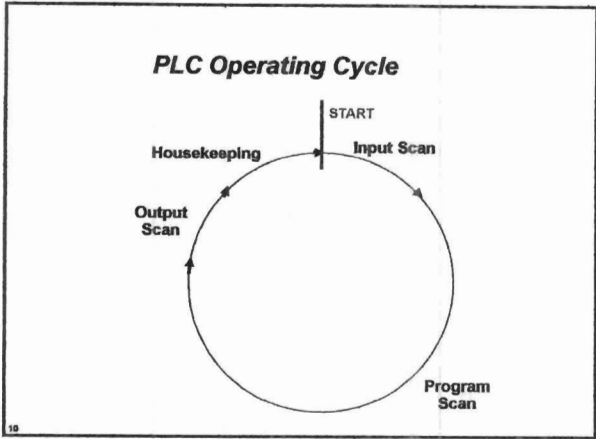 PLC Operating Cycle
START
Housekeeping
Input Scan
Output
Scan
Program
Scan
10